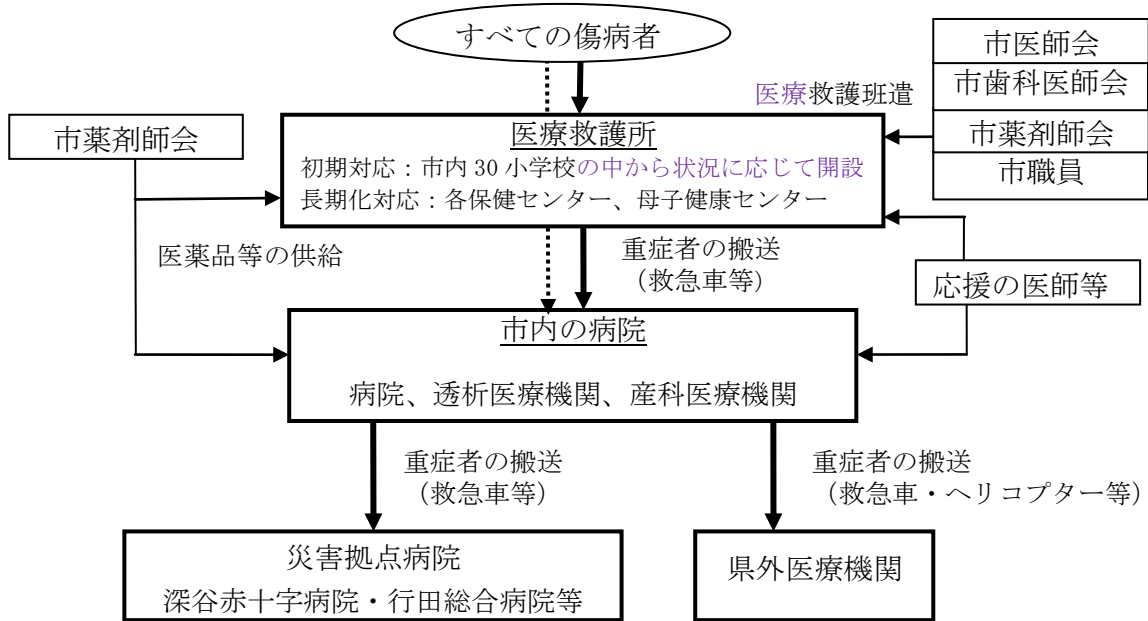 すべての傷病者
市医師会
市歯科医師会
市薬剤師会
市職員
医療救護班遣
市薬剤師会
医療救護所
初期対応：市内30小学校の中から状況に応じて開設
長期化対応：各保健センター、母子健康センター
医薬品等の供給
重症者の搬送
（救急車等）
応援の医師等
市内の病院
病院、透析医療機関、産科医療機関
重症者の搬送
（救急車等）
重症者の搬送
（救急車・ヘリコプター等）
災害拠点病院
深谷赤十字病院・行田総合病院等
県外医療機関